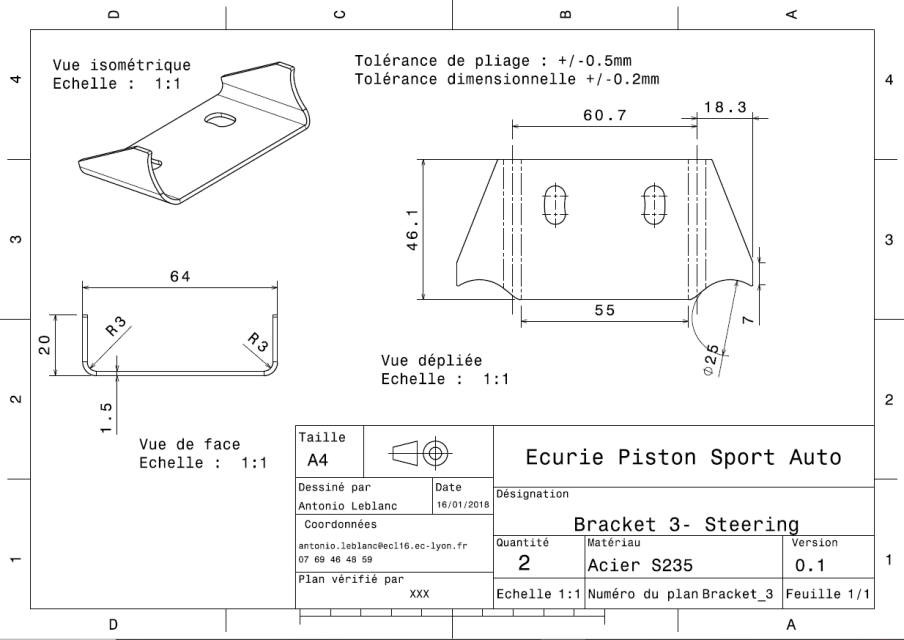 D C B A
4 4
Vue isométrique
Echelle : 1:1
Tolérance de pliage : +/-0.5mm
Tolérance dimensionnelle +/-0.2mm
60.7
18.3
46.1
3 3
64
55
7
20
R3
R3
Ø25
1.5
Vue dépliée
Echelle : 1:1
2 2
Vue de face
Echelle : 1:1
Taille
A4
Ecurie Piston Sport Auto
Dessiné par
Antonio Leblanc
Date
16/01/2018
Désignation
Bracket 3- Steering
Coordonnées
antonio.leblanc@ecl16.ec-lyon.fr
07 69 46 48 59
Quantité
2
Matériau
Acier S235
Version
0.1
1 1
Plan vérifié par
XXX
Echelle 1:1
Numéro du plan Bracket_3
Feuille 1/1
D A